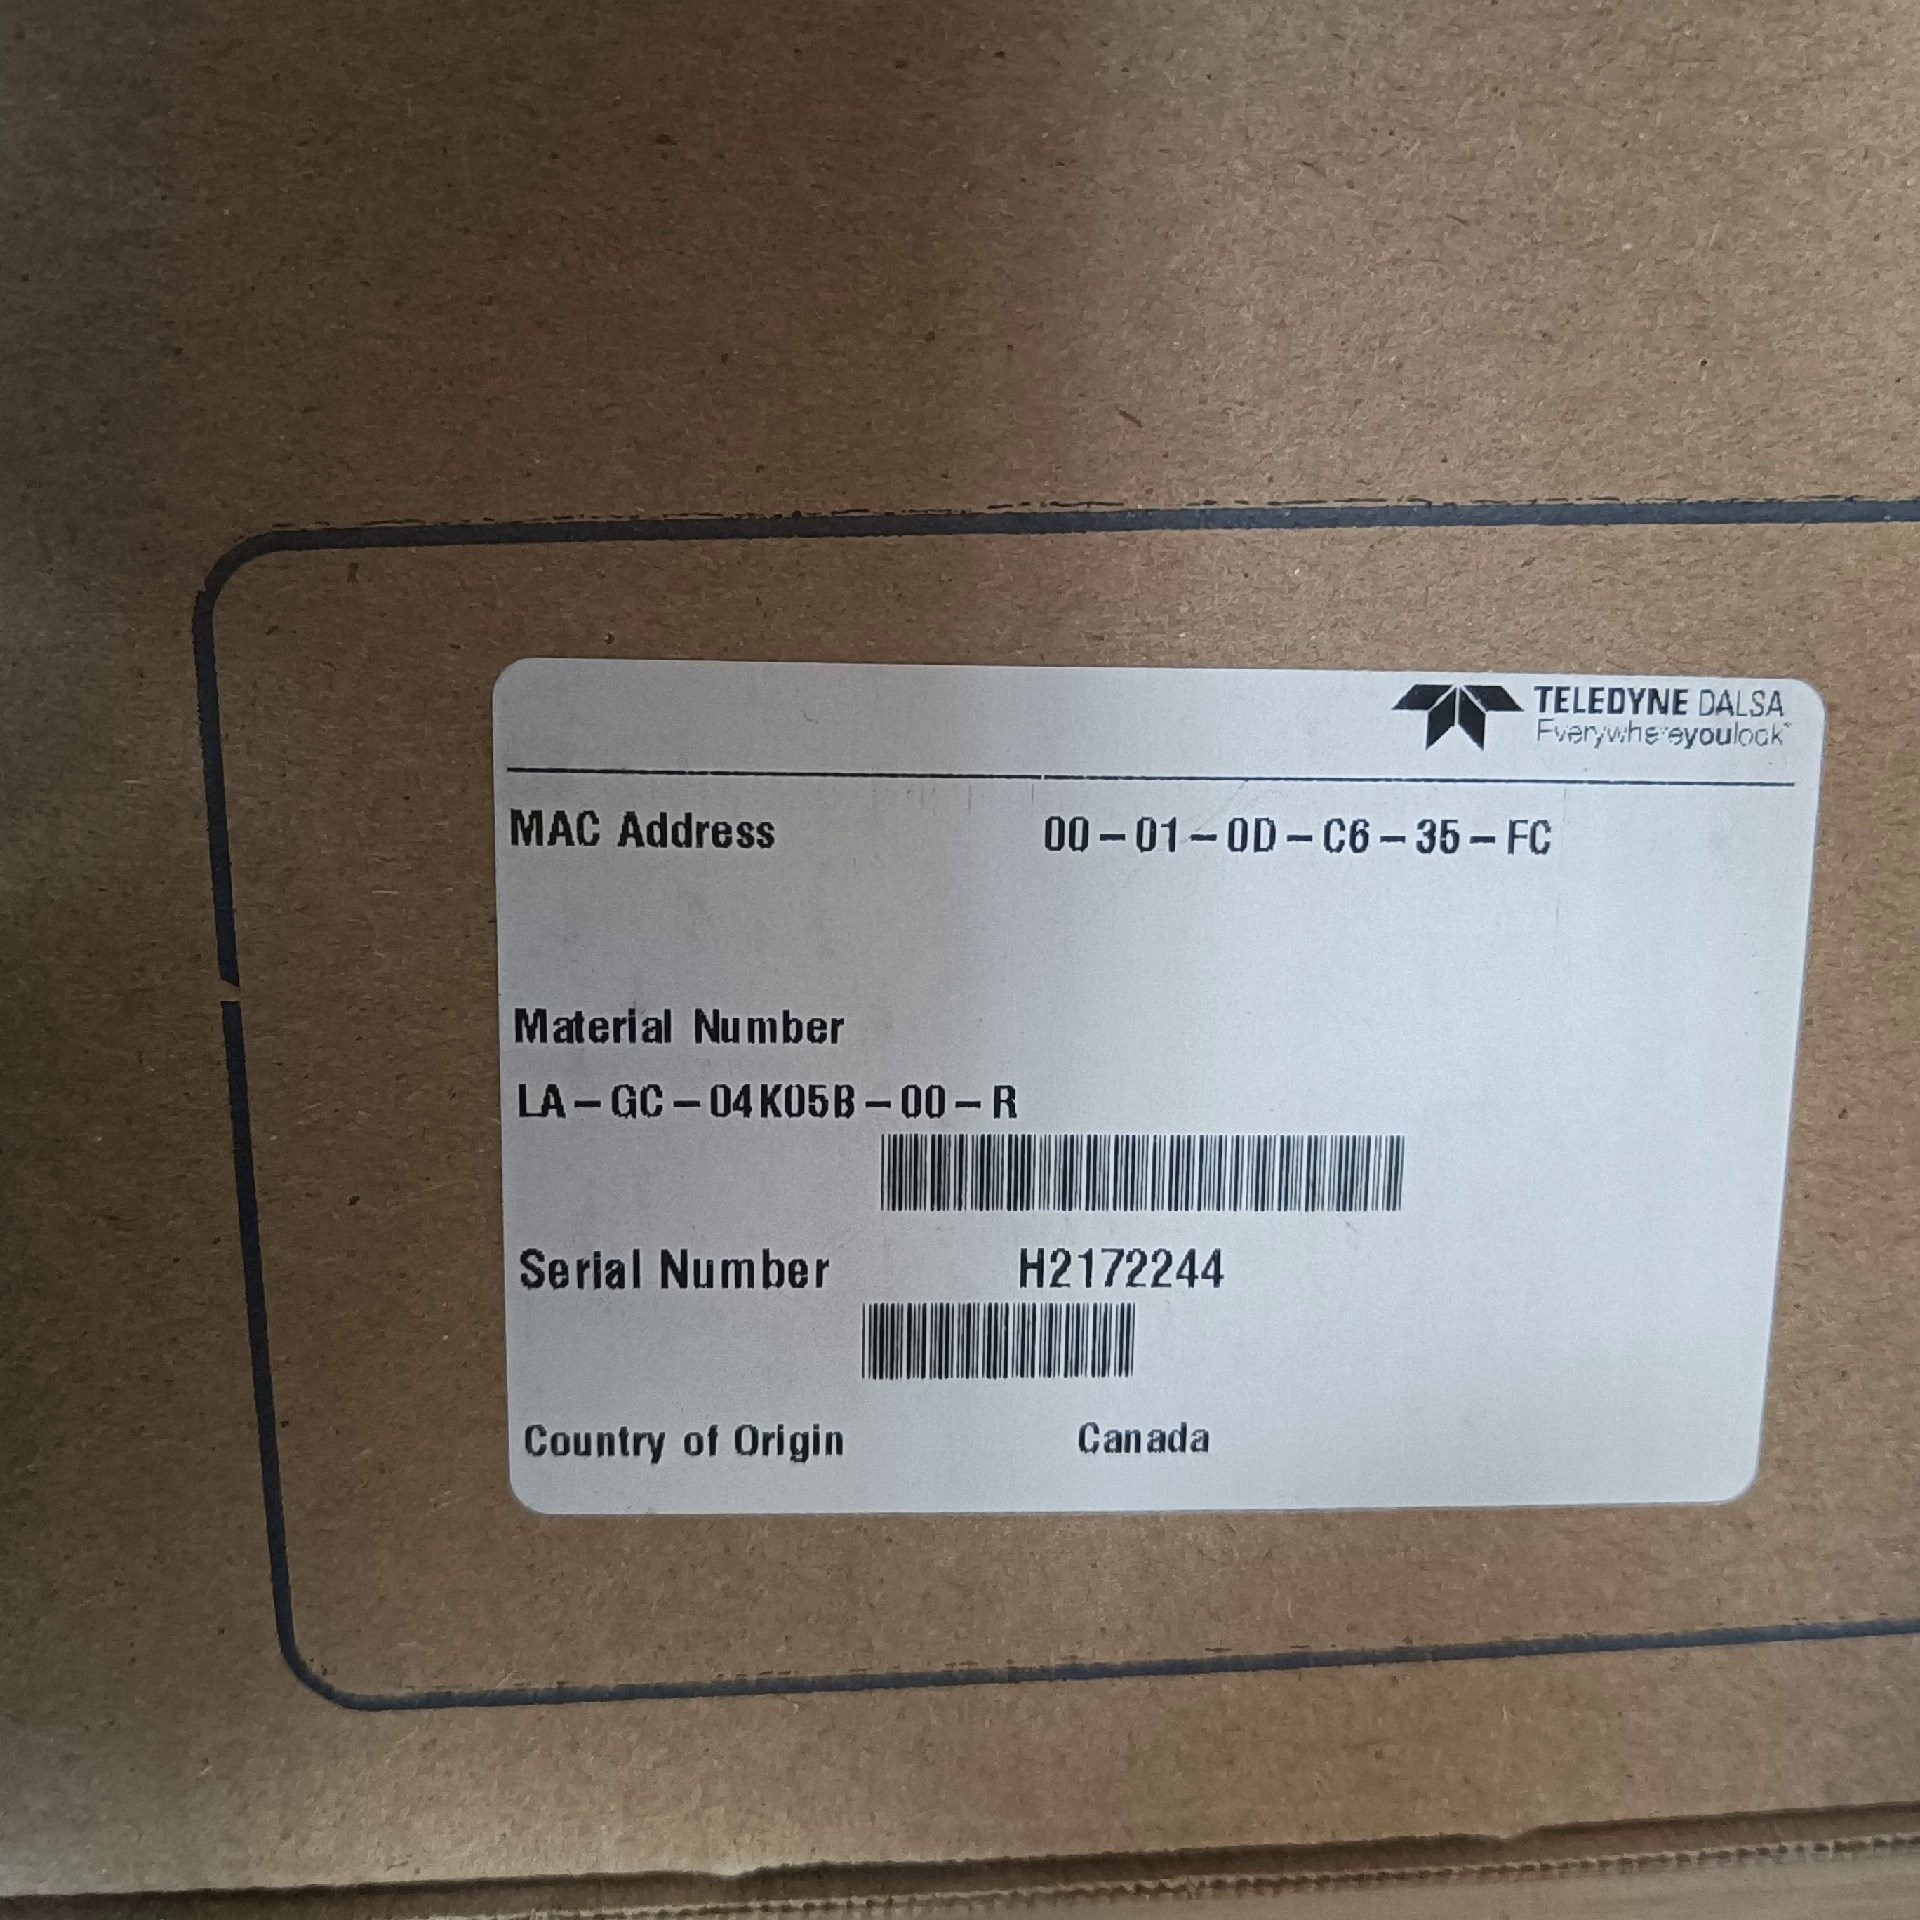 TELEDYNE DALSA
Everywhereyoulook™
MAC Address 00-01-0D-C6-35-FC
Material Number
LA-GC-04K05B-00-R
Serial Number H2172244
Country of Origin Canada